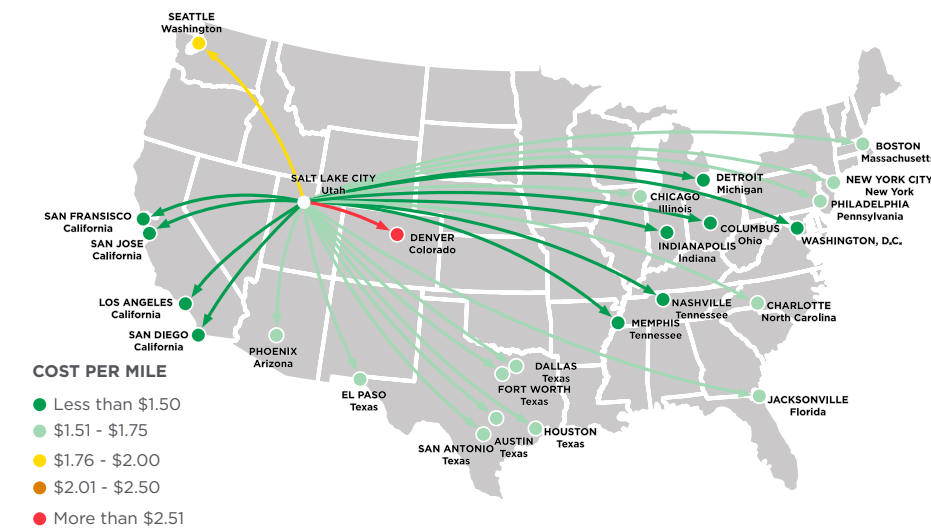 SEATTLE
Washington
SALT LAKE CITY
Utah
BOSTON
Massachusetts
DETROIT
Michigan
NEW YORK CITY
New York
CHICAGO
Illinois
PHILADELPHIA
Pennsylvania
SAN FRANSISCO
California
COLUMBUS
Ohio
WASHINGTON, D.C.
SAN JOSE
California
DENVER
Colorado
INDIANAPOLIS
Indiana
LOS ANGELES
California
NASHVILLE
Tennessee
CHARLOTTE
North Carolina
SAN DIEGO
California
MEMPHIS
Tennessee
PHOENIX
Arizona
DALLAS
Texas
FORT WORTH
Texas
EL PASO
Texas
JACKSONVILLE
Florida
HOUSTON
Texas
AUSTIN
Texas
SAN ANTONIO
Texas
COST PER MILE
Less than $1.50
$1.51 - $1.75
$1.76 - $2.00
$2.01 - $2.50
More than $2.51